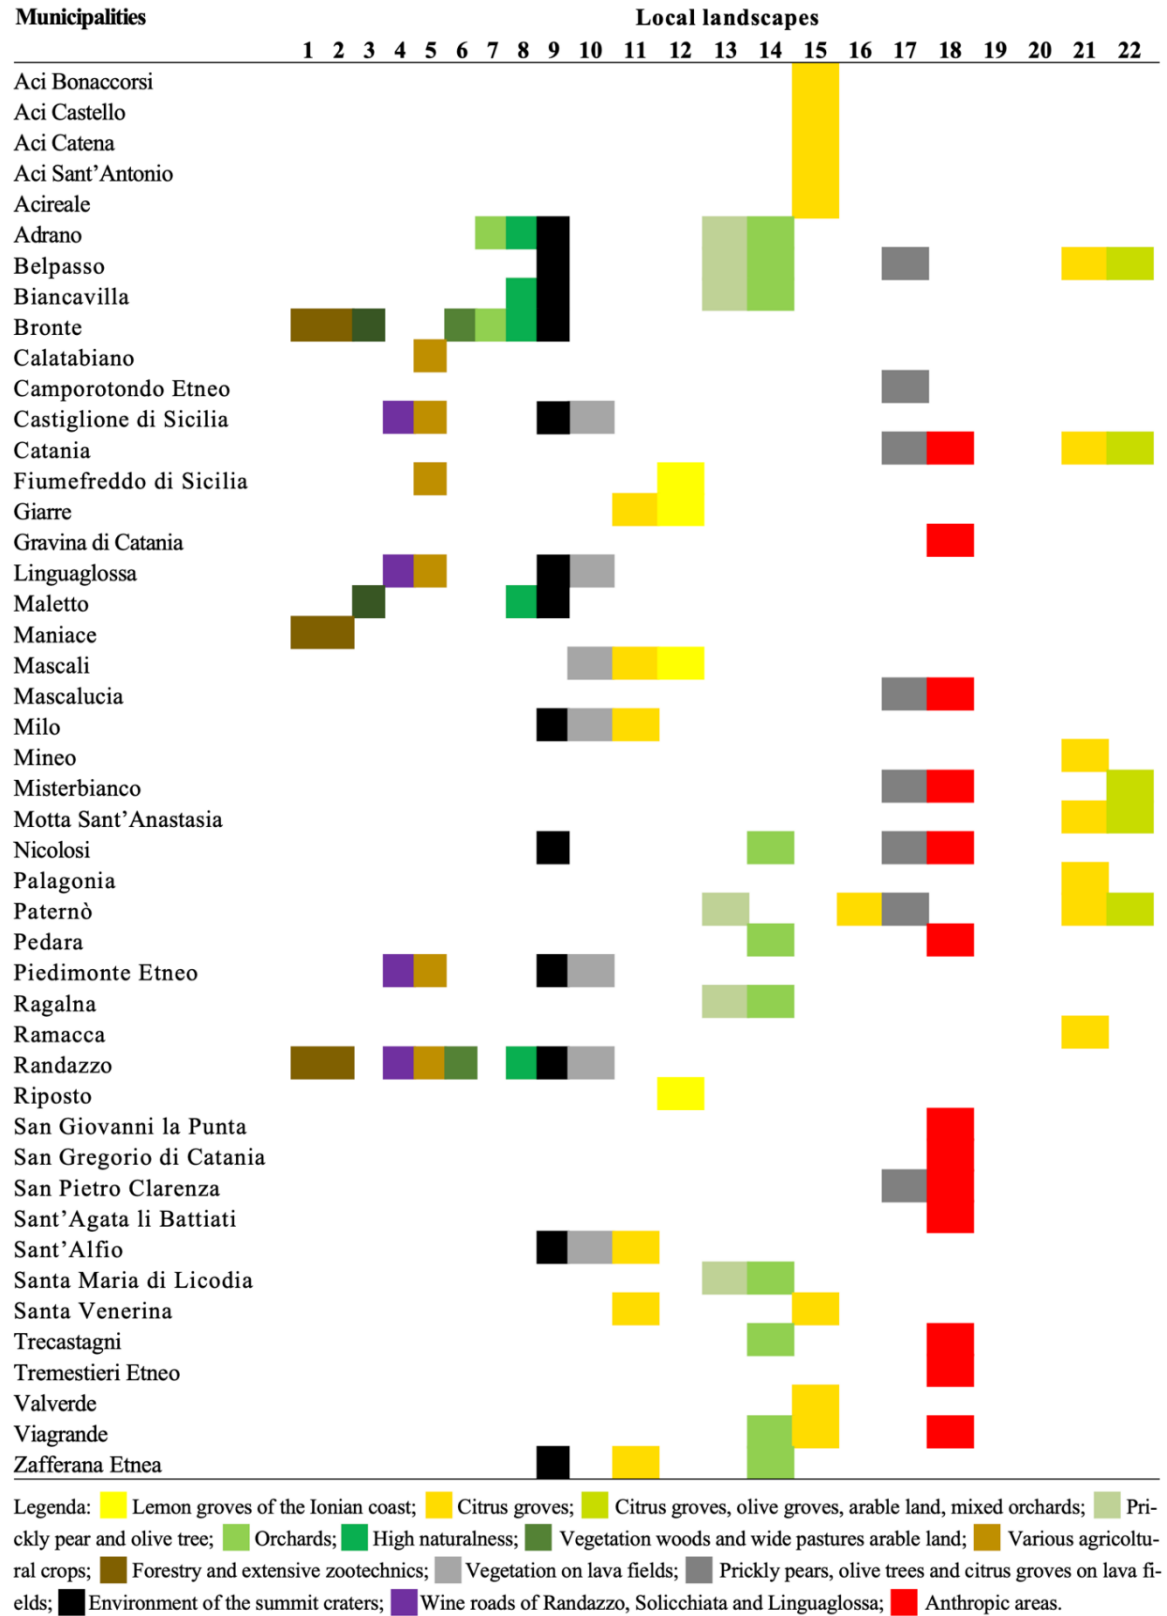 Municipalities Local landscapes
1 2 3 4 5 6 7 8 9 10 11 12 13 14 15 16 17 18 19 20 21 22
Aci Bonaccorsi
Aci Castello
Aci Catena
Aci Sant’Antonio
Acireale
Adrano
Belpasso
Biancavilla
Bronte
Calatabiano
Camporotondo Etneo
Castiglione di Sicilia
Catania
Fiumefreddo di Sicilia
Giarre
Gravina di Catania
Linguaglossa
Maletto
Maniace
Mascali
Mascalucia
Milo
Mineo
Misterbianco
Motta Sant’Anastasia
Nicolosi
Palagonia
Paternò
Pedara
Piedimonte Etneo
Ragalna
Ramacca
Randazzo
Riposto
San Giovanni la Punta
San Gregorio di Catania
San Pietro Clarenza
Sant’Agata li Battiati
Sant’Alfio
Santa Maria di Licodia
Santa Venerina
Trecastagni
Tremestieri Etneo
Valverde
Viagrande
Zafferana Etnea
Legenda: Lemon groves of the Ionian coast; Citrus groves; Citrus groves, olive groves, arable land, mixed orchards; Pri-
ckly pear and olive tree; Orchards; High naturalness; Vegetation woods and wide pastures arable land; Various agricoltu-
ral crops; Forestry and extensive zootechnics; Vegetation on lava fields; Prickly pears, olive trees and citrus groves on lava fi-
elds; Environment of the summit craters; Wine roads of Randazzo, Solicchiata and Linguaglossa; Anthropic areas.